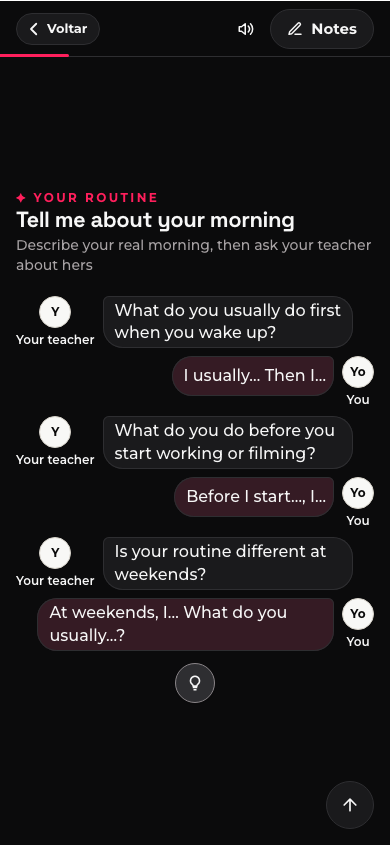 Voltar
Notes
YOUR ROUTINE
Tell me about your morning
Describe your real morning, then ask your teacher
about hers
Y
Your teacher
What do you usually do first
when you wake up?
I usually... Then I...
Yo
You
Y
Your teacher
What do you do before you
start working or filming?
Before I start..., I...
Yo
You
Y
Your teacher
Is your routine different at
weekends?
At weekends, I... What do you
usually...?
Yo
You